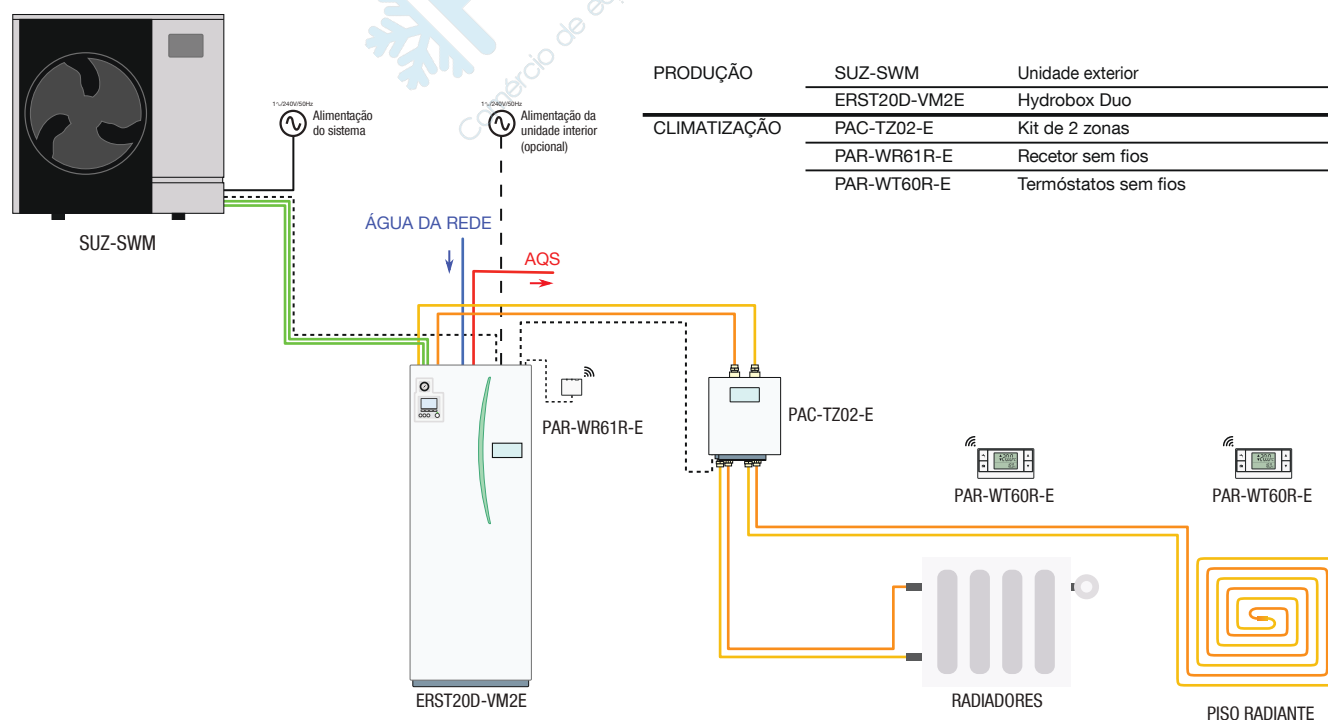 Comércio de
PRODUÇÃO SUZ-SWM Unidade exterior
ERST20D-VM2E Hydrobox Duo
CLIMATIZAÇÃO PAC-TZ02-E Kit de 2 zonas
PAR-WR61R-E Recetor sem fios
PAR-WT60R-E Termóstatos sem fios
1~/240V/50Hz
Alimentação
do sistema
1~/240V/50Hz
Alimentação da
unidade interior
(opcional)
SUZ-SWM
ÁGUA DA REDE
AQS
PAR-WR61R-E
PAC-TZ02-E
PAR-WT60R-E
PAR-WT60R-E
ERST20D-VM2E
RADIADORES
PISO RADIANTE